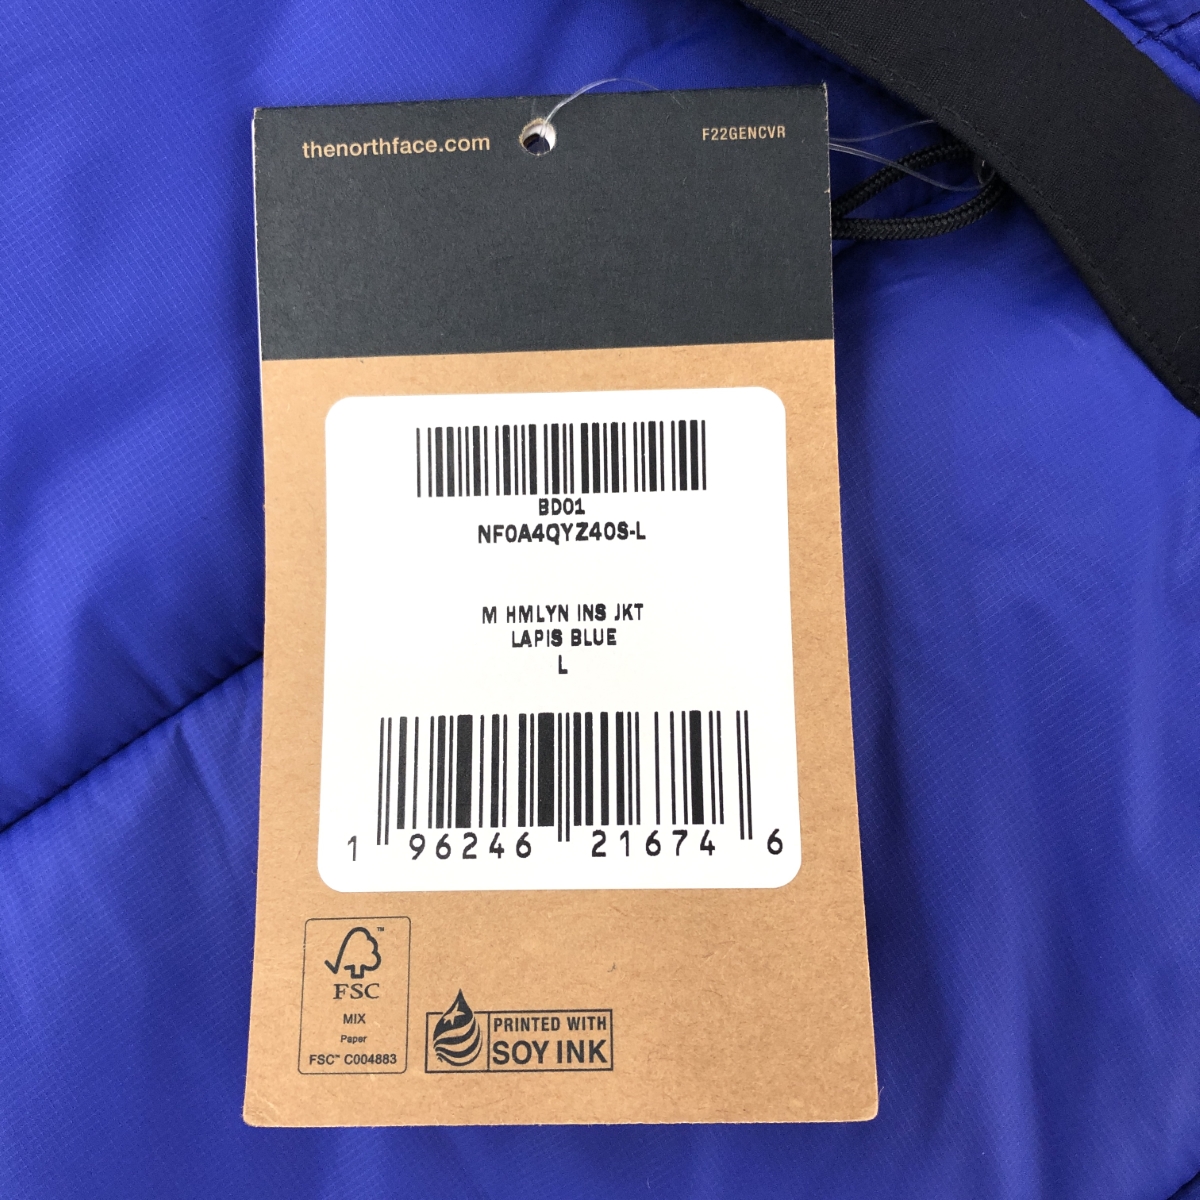 thenorthface.com
F22GENCVR
BD01
NF0A4QYZ40S-L
M HMLYN INS JKT
LAPIS BLUE
L
1 96246 21674 6
FSC
MIX
Paper
FSC™ C004883
PRINTED WITH
SOY INK